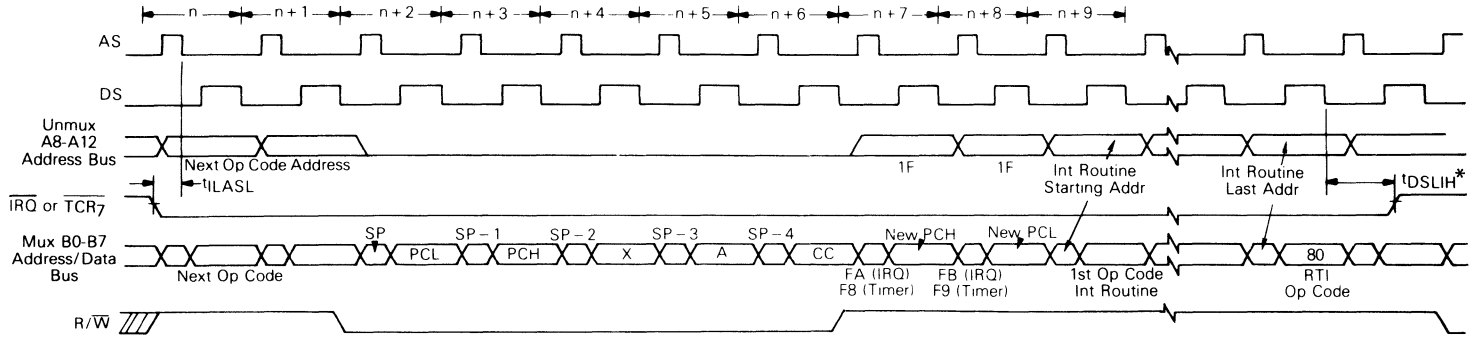 n n + 1 n + 2 n + 3 n + 4 n + 5 n + 6 n + 7 n + 8 n + 9
AS
DS
Unmux
A8-A12
Address Bus
Next Op Code Address
1F 1F
Int Routine
Starting Addr
Int Routine
Last Addr
tILASL
tDSLIH*
IRQ or TCR7
Mux B0-B7
Address/Data
Bus
SP SP – 1 SP – 2 SP – 3 SP – 4 New PCH New PCL
PCL PCH X A CC 80
Next Op Code
FA (IRQ)
F8 (Timer)
FB (IRQ)
F9 (Timer)
1st Op Code
Int Routine
RTI
Op Code
R/W